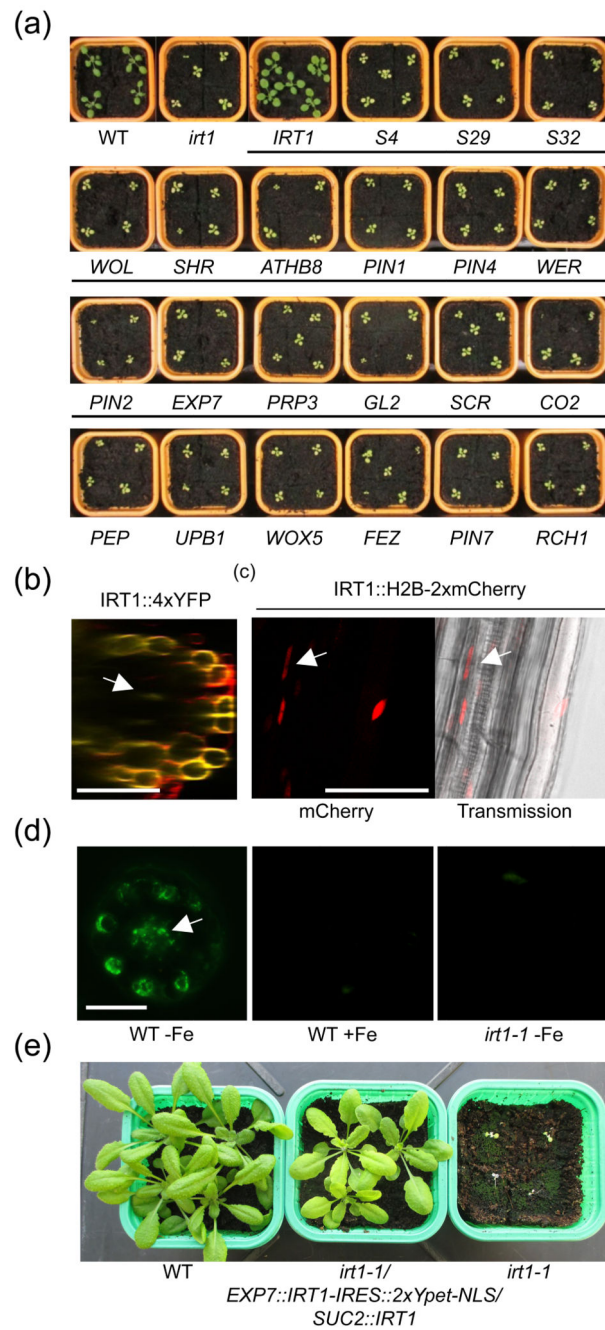 (a)
WT irt1 IRT1 S4 S29 S32
WOL SHR ATHB8 PIN1 PIN4 WER
PIN2 EXP7 PRP3 GL2 SCR CO2
PEP UPB1 WOX5 FEZ PIN7 RCH1
(b)
IRT1::4xYFP
(c)
IRT1::H2B-2xmCherry
mCherry Transmission
(d)
WT -Fe WT +Fe irt1-1 -Fe
(e)
WT irt1-1/ irt1-1
EXP7::IRT1-IRES::2xYpet-NLS/
SUC2::IRT1